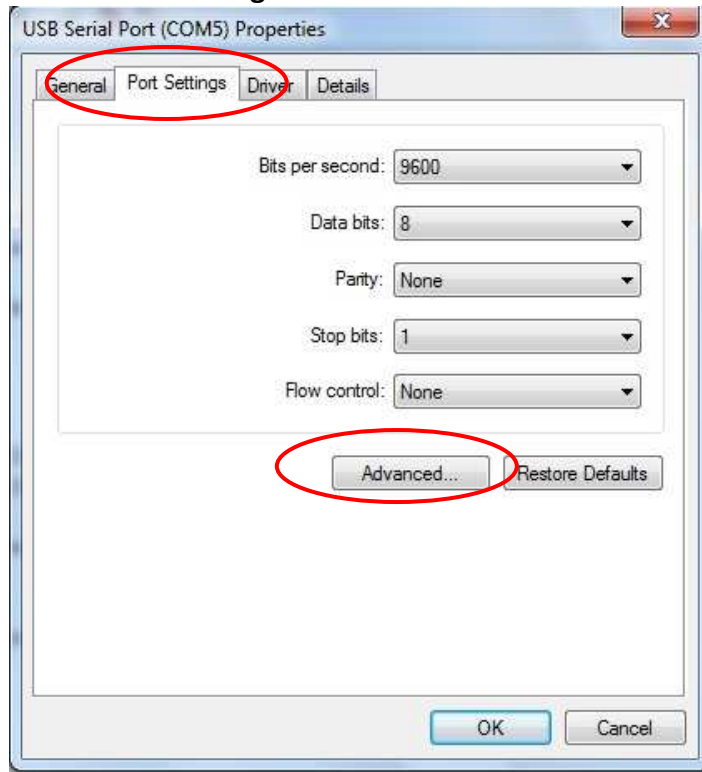 USB Serial Port (COM5) Properties
General Port Settings Driver Details
Bits per second: 9600
Data bits: 8
Parity: None
Stop bits: 1
Flow control: None
Advanced... Restore Defaults
OK Cancel